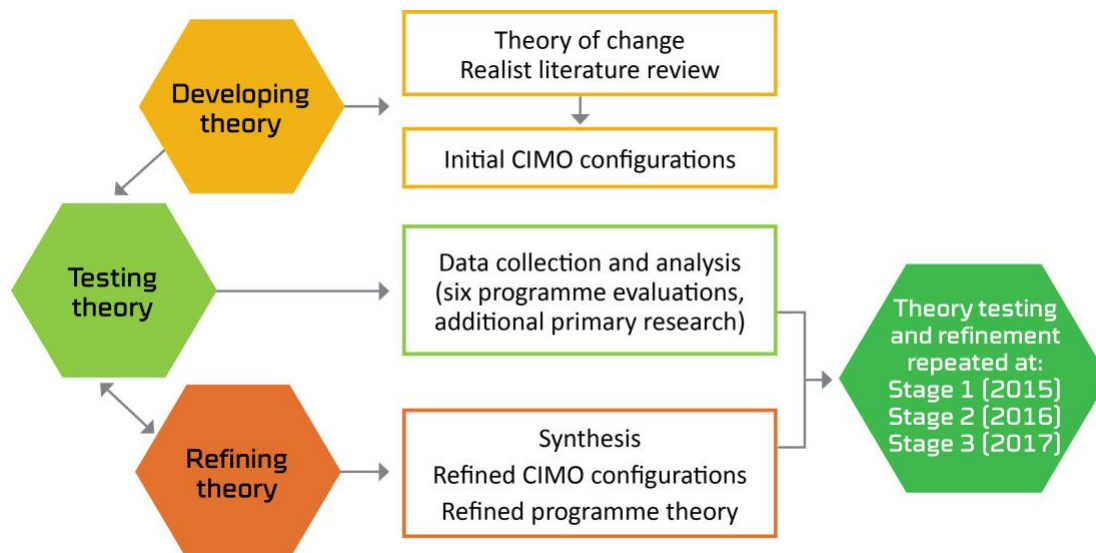 Developing
theory
Theory of change
Realist literature review
Initial CIMO configurations
Testing
theory
Data collection and analysis
(six programme evaluations,
additional primary research)
Refining
theory
Synthesis
Refined CIMO configurations
Refined programme theory
Theory testing
and refinement
repeated at:
Stage 1 (2015)
Stage 2 (2016)
Stage 3 (2017)